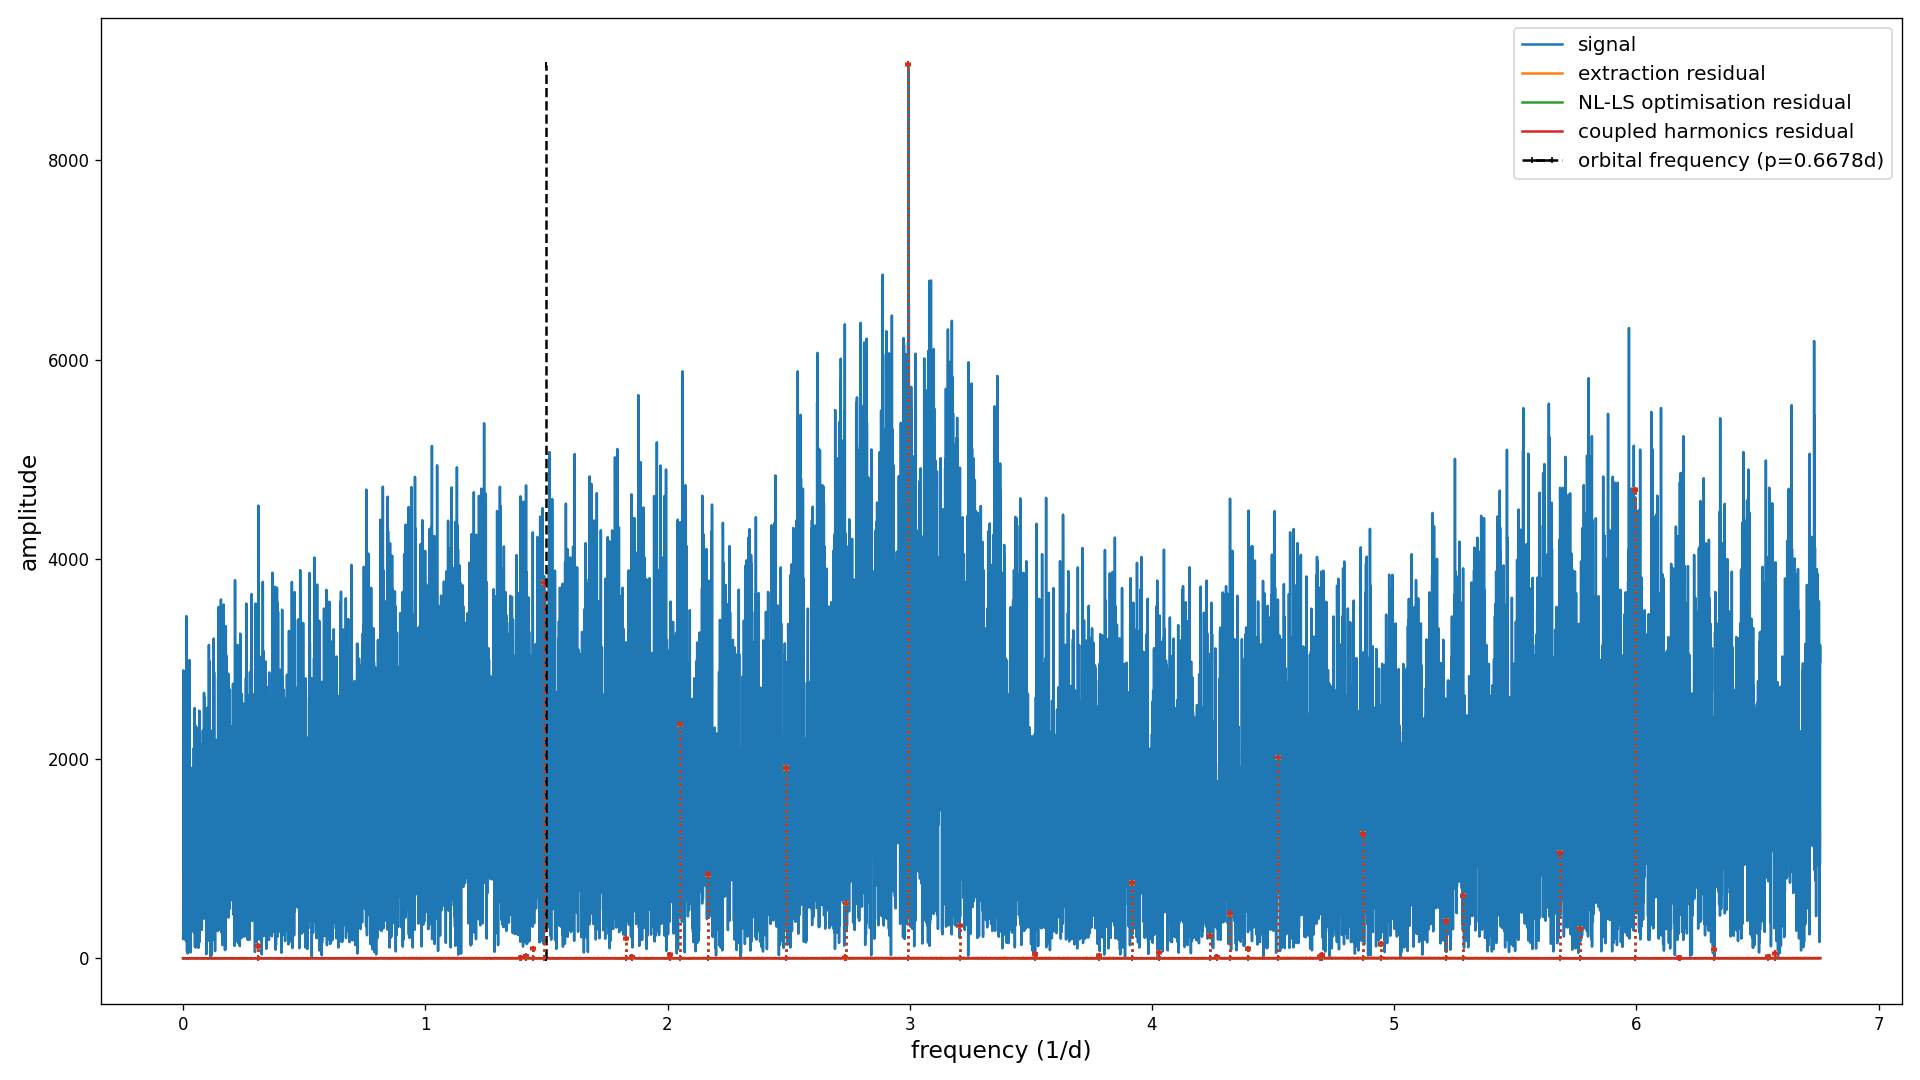 signal
extraction residual
NL-LS optimisation residual
coupled harmonics residual
orbital frequency (p=0.6678d)
8000
6000
4000
2000
0
amplitude
0 1 2 3 4 5 6 7
frequency (1/d)